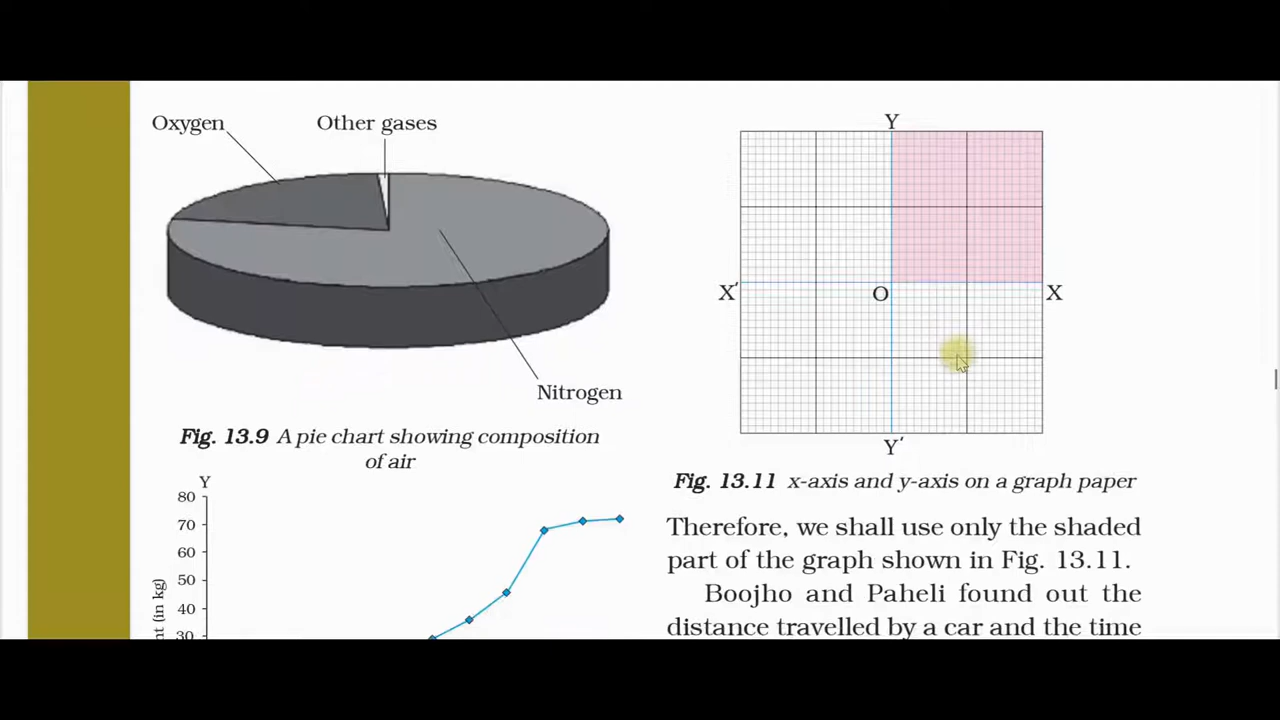 Oxygen
Other gases
Nitrogen
Fig. 13.9 A pie chart showing composition
of air
Y
80
70
60
50
40
30
(in kg)
Y
X′
O
X
Y′
Fig. 13.11 x-axis and y-axis on a graph paper
Therefore, we shall use only the shaded
part of the graph shown in Fig. 13.11.
Boojho and Paheli found out the
distance travelled by a car and the time